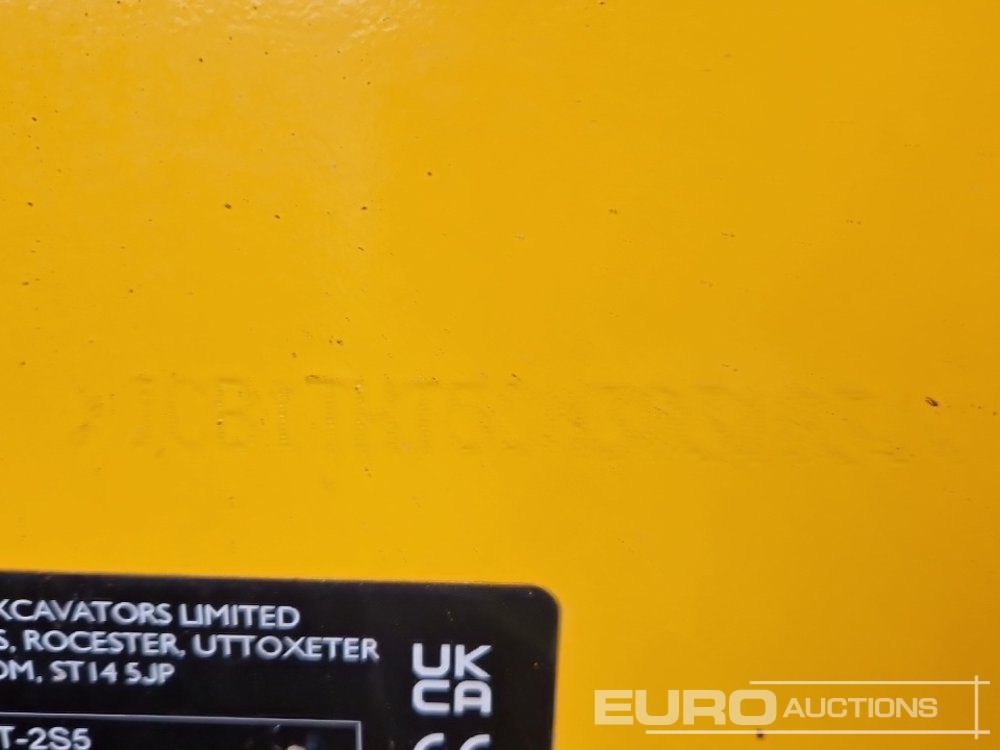 XCAVATORS LIMITED
S, ROCESTER, UTTOXETER
OM, ST14 5JP
UK
CA
T-2S5
EURO AUCTIONS